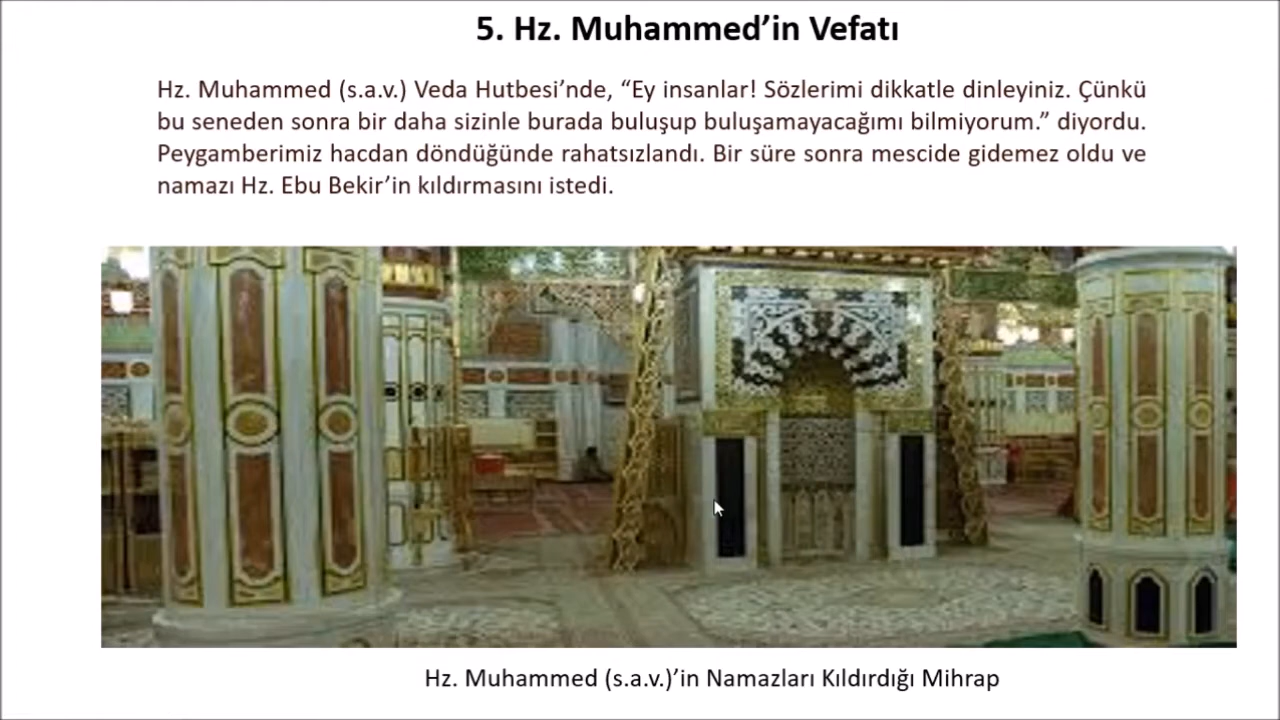 5. Hz. Muhammed’in Vefatı
Hz. Muhammed (s.a.v.) Veda Hutbesi’nde, “Ey insanlar! Sözlerimi dikkatle dinleyiniz. Çünkü
bu seneden sonra bir daha sizinle burada buluşup buluşamayacağımı bilmiyorum.” diyordu.
Peygamberimiz hacdan döndüğünde rahatsızlandı. Bir süre sonra mescide gidemez oldu ve
namazı Hz. Ebu Bekir’in kıldırmasını istedi.
Hz. Muhammed (s.a.v.)’in Namazları Kıldırdığı Mihrap